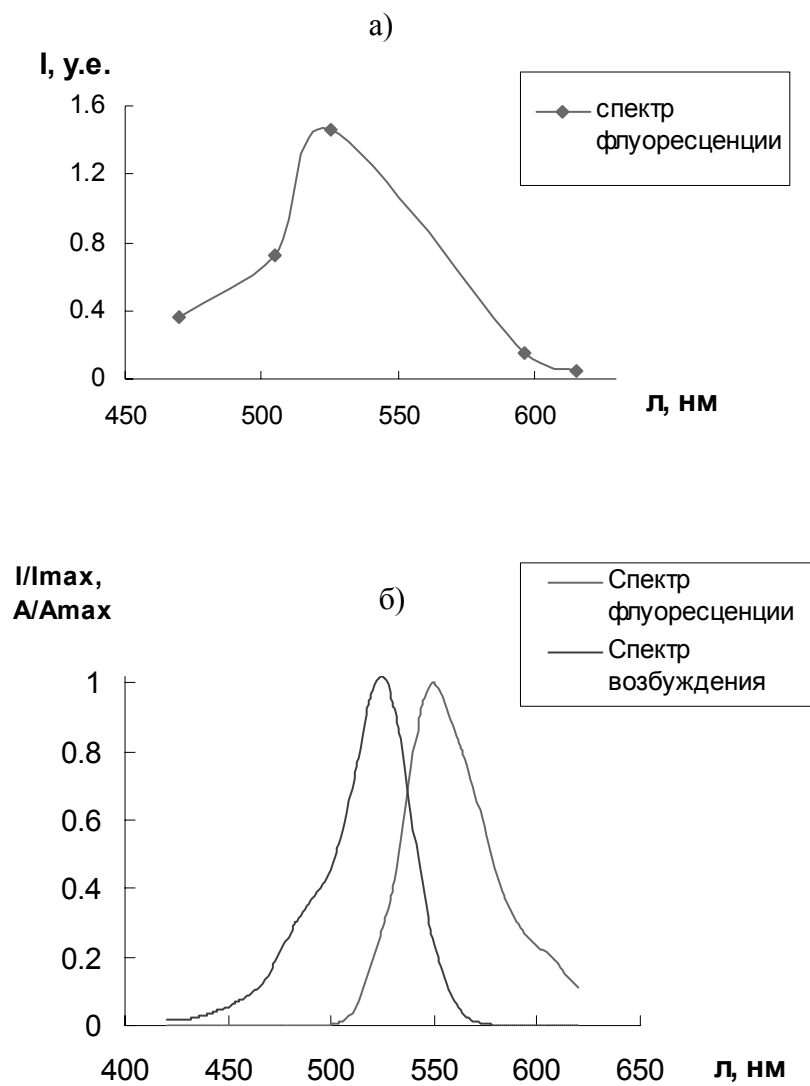 а)
I, у.е.
1.6
1.2
0.8
0.4
0
450
500
550
600
л, нм
спектр
флуоресценции
I/Imax,
A/Amax
б)
1
0.8
0.6
0.4
0.2
0
400
450
500
550
600
650
л, нм
Спектр
флуоресценции
Спектр
возбуждения